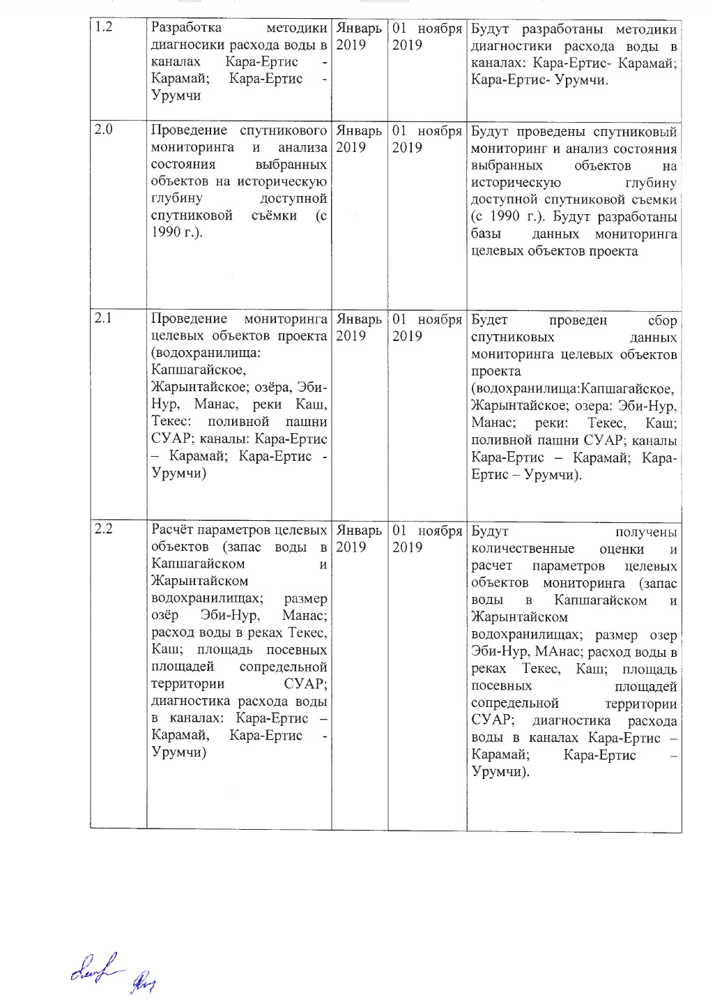 1.2
Разработка методики
диагносики расхода воды в
каналах Кара-Ертис -
Карамай; Кара-Ертис -
Урумчи
Январь
2019
01 ноября
2019
Будут разработаны методики
диагностики расхода воды в
каналах: Кара-Ертис- Карамай;
Кара-Ертис- Урумчи.
2.0
Проведение спутникового
мониторинга и анализа
состояния выбранных
объектов на историческую
глубину доступной
спутниковой съёмки (с
1990 г.).
Январь
2019
01 ноября
2019
Будут проведены спутниковый
мониторинг и анализ состояния
выбранных объектов на
историческую глубину
доступной спутниковой съемки
(с 1990 г.). Будут разработаны
базы данных мониторинга
целевых объектов проекта
2.1
Проведение мониторинга
целевых объектов проекта
(водохранилища:
Капшагайское,
Жарынтайское; озёра, Эби-
Нур, Манас, реки Каш,
Текес: поливной пашни
СУАР; каналы: Кара-Ертис
– Карамай; Кара-Ертис -
Урумчи)
Январь
2019
01 ноября
2019
Будет проведен сбор
спутниковых данных
мониторинга целевых объектов
проекта
(водохранилища:Капшагайское,
Жарынтайское; озера: Эби-Нур,
Манас; реки: Текес, Каш;
поливной пашни СУАР; каналы
Кара-Ертис – Карамай; Кара-
Ертис – Урумчи).
2.2
Расчёт параметров целевых
объектов (запас воды в
Капшагайском и
Жарынтайском
водохранилищах; размер
озёр Эби-Нур, Манас;
расход воды в реках Текес,
Каш; площадь посевных
площадей сопредельной
территории СУАР;
диагностика расхода воды
в каналах: Кара-Ертис –
Карамай, Кара-Ертис -
Урумчи)
Январь
2019
01 ноября
2019
Будут получены
количественные оценки и
расчет параметров целевых
объектов мониторинга (запас
воды в Капшагайском и
Жарынтайском
водохранилищах; размер озер
Эби-Нур, МАнас; расход воды в
реках Текес, Каш; площадь
посевных площадей
сопредельной территории
СУАР; диагностика расхода
воды в каналах Кара-Ертис –
Карамай; Кара-Ертис –
Урумчи).